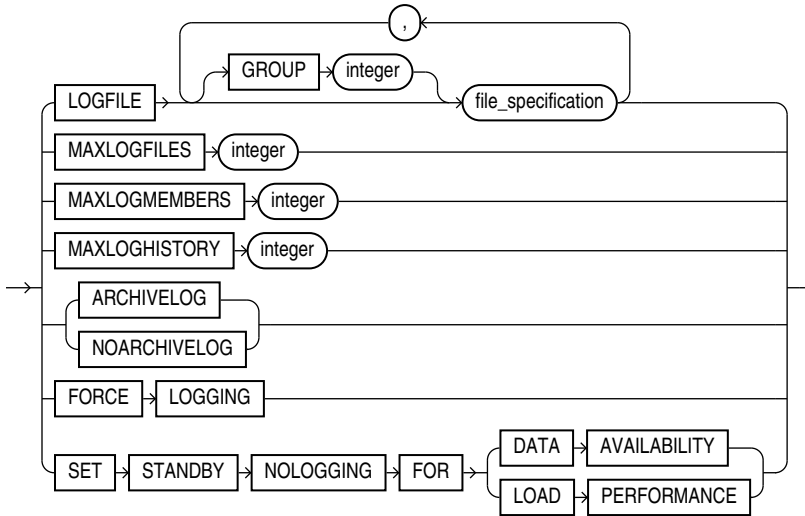 ,
GROUP integer
LOGFILE file_specification
MAXLOGFILES integer
MAXLOGMEMBERS integer
MAXLOGHISTORY integer
ARCHIVELOG
NOARCHIVELOG
FORCE LOGGING
DATA AVAILABILITY
SET STANDBY NOLOGGING FOR
LOAD PERFORMANCE